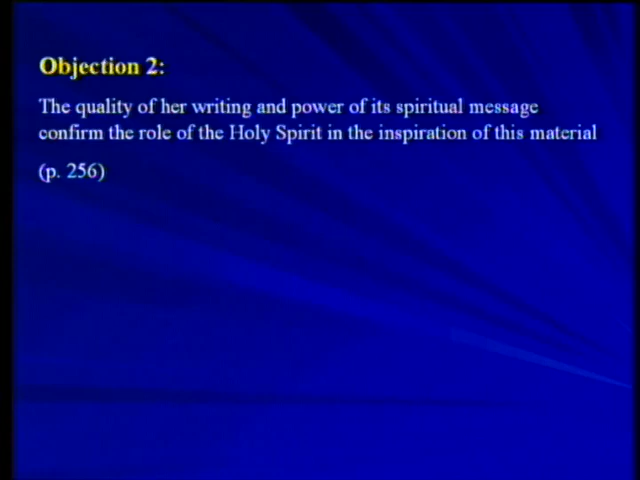 Objection 2:
The quality of her writing and power of its spiritual message
confirm the role of the Holy Spirit in the inspiration of this material
(p. 256)